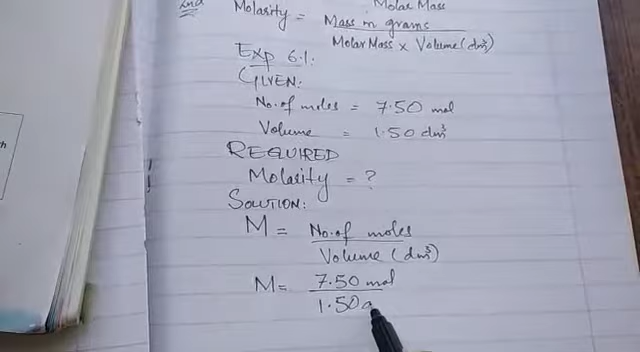 2nd
Molarity = Mass in grams
Molar Mass
Molar Mass × Volume (dm³)
Exp 6.1:
GIVEN:
No. of moles = 7.50 mol
Volume = 1.50 dm³
REQUIRED
Molarity = ?
SOLUTION:
M = No. of moles
Volume (dm³)
M = 7.50 mol
1.50